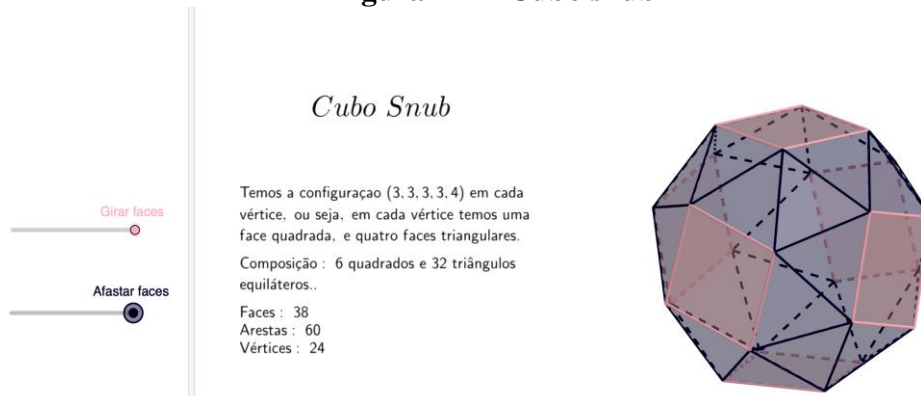 Cubo Snub
Temos a configuraçao (3, 3, 3, 3, 4) em cada
vértice, ou seja, em cada vértice temos uma
face quadrada, e quatro faces triangulares.
Composição : 6 quadrados e 32 triângulos
equiláteros..
Faces : 38
Arestas : 60
Vértices : 24
Girar faces
Afastar faces